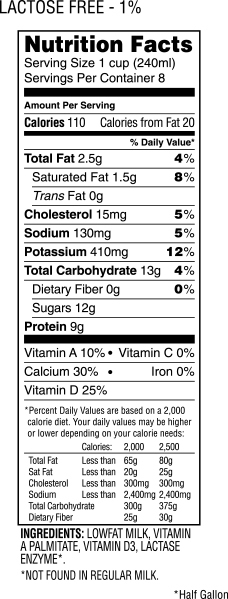 LACTOSE FREE - 1%
Nutrition Facts
Serving Size 1 cup (240ml)
Servings Per Container 8
Amount Per Serving
Calories 110 Calories from Fat 20
% Daily Value*
Total Fat 2.5g 4%
Saturated Fat 1.5g 8%
Trans Fat 0g
Cholesterol 15mg 5%
Sodium 130mg 5%
Potassium 410mg 12%
Total Carbohydrate 13g 4%
Dietary Fiber 0g 0%
Sugars 12g
Protein 9g
Vitamin A 10% • Vitamin C 0%
Calcium 30% • Iron 0%
Vitamin D 25%
*Percent Daily Values are based on a 2,000
calorie diet. Your daily values may be higher
or lower depending on your calorie needs:
Calories: 2,000 2,500
Total Fat Less than 65g 80g
Sat Fat Less than 20g 25g
Cholesterol Less than 300mg 300mg
Sodium Less than 2,400mg 2,400mg
Total Carbohydrate 300g 375g
Dietary Fiber 25g 30g
INGREDIENTS: LOWFAT MILK, VITAMIN
A PALMITATE, VITAMIN D3, LACTASE
ENZYME*.
*NOT FOUND IN REGULAR MILK.
*Half Gallon